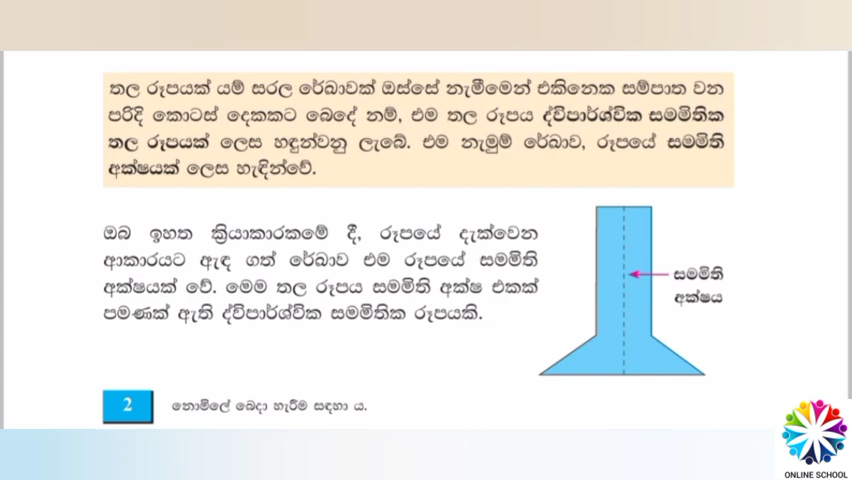 තල රූපයක් යම් සරල රේඛාවක් ඔස්සේ නැමීමෙන් එකිනෙක සම්පාත වන
පරිදි කොටස් දෙකකට බෙදේ නම්, එම තල රූපය ද්විපාර්ශ්වික සමමිතික
තල රූපයක් ලෙස හඳුන්වනු ලැබේ. එම නැමුම් රේඛාව, රූපයේ සමමිති
අක්ෂයක් ලෙස හැඳින්වේ.
ඔබ ඉහත ක්‍රියාකාරකමේ දී, රූපයේ දැක්වෙන
ආකාරයට ඇඳ ගත් රේඛාව එම රූපයේ සමමිති
අක්ෂයක් වේ. මෙම තල රූපය සමමිති අක්ෂ එකක්
පමණක් ඇති ද්විපාර්ශ්වික සමමිතික රූපයකි.
සමමිති
අක්ෂය
2
නොමිලේ බෙදා හැරීම සඳහා ය.
ONLINE SCHOOL